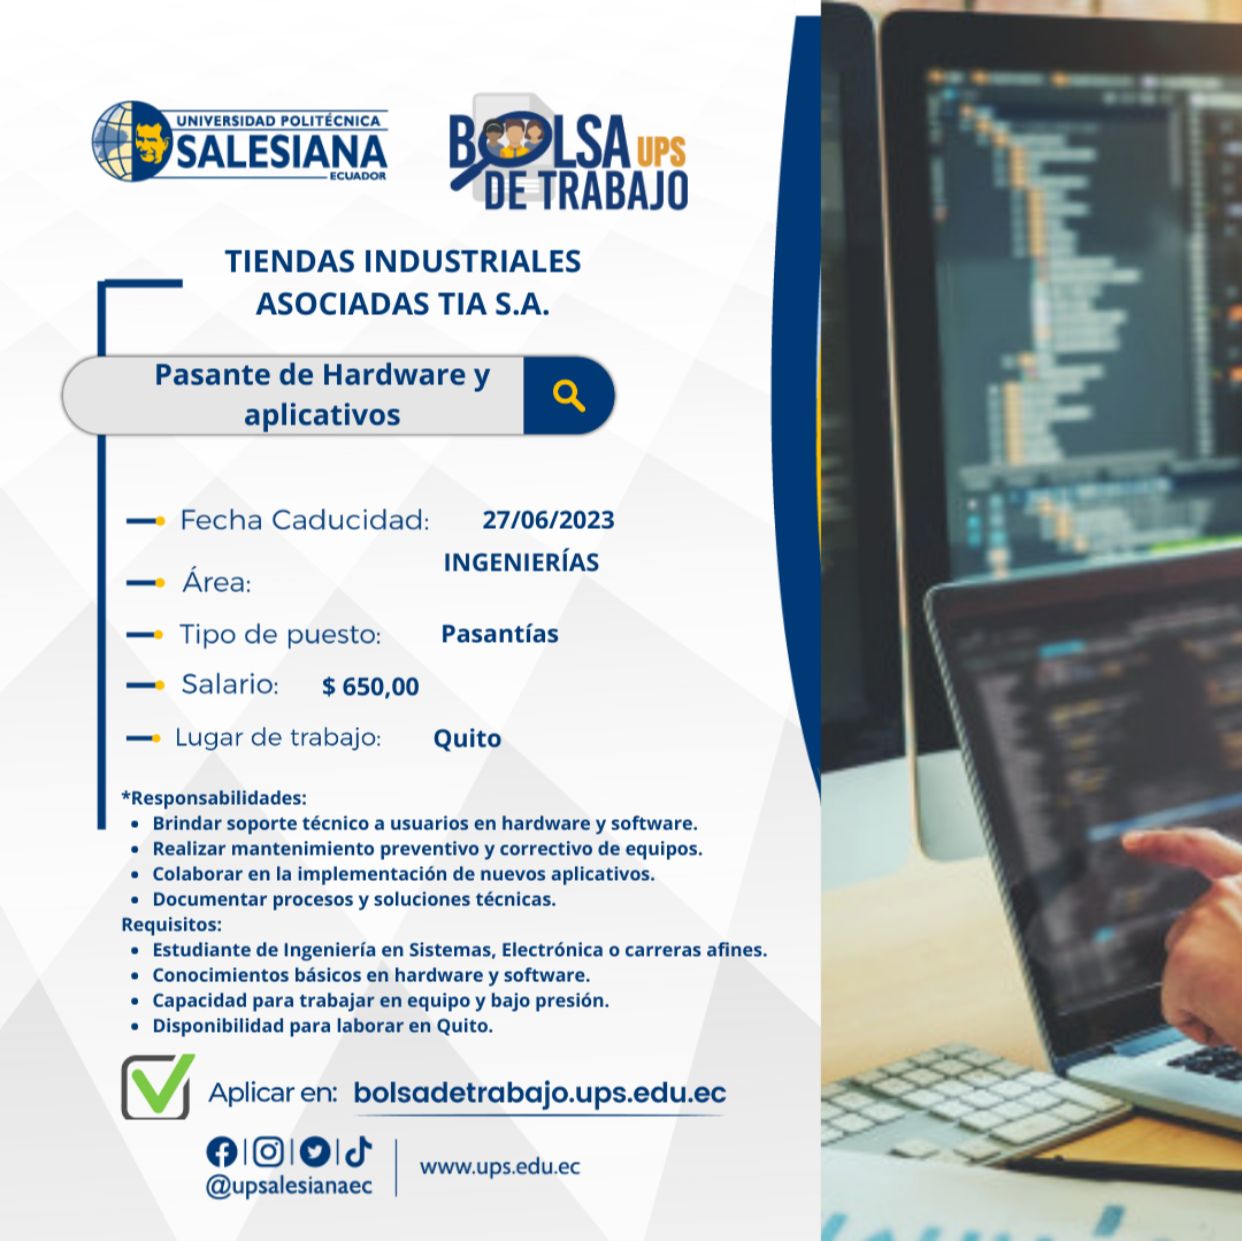 UNIVERSIDAD POLITÉCNICA
SALESIANA
ECUADOR
BOLSA UPS
DE TRABAJO
TIENDAS INDUSTRIALES
ASOCIADAS TIA S.A.
Pasante de Hardware y
aplicativos
Fecha Caducidad: 27/06/2023
INGENIERÍAS
Área:
Tipo de puesto: Pasantías
Salario: $ 650,00
Lugar de trabajo: Quito
*Responsabilidades:
• Brindar soporte técnico a usuarios en hardware y software.
• Realizar mantenimiento preventivo y correctivo de equipos.
• Colaborar en la implementación de nuevos aplicativos.
• Documentar procesos y soluciones técnicas.
Requisitos:
• Estudiante de Ingeniería en Sistemas, Electrónica o carreras afines.
• Conocimientos básicos en hardware y software.
• Capacidad para trabajar en equipo y bajo presión.
• Disponibilidad para laborar en Quito.
Aplicar en: bolsadetrabajo.ups.edu.ec
@upsalesianaec
www.ups.edu.ec